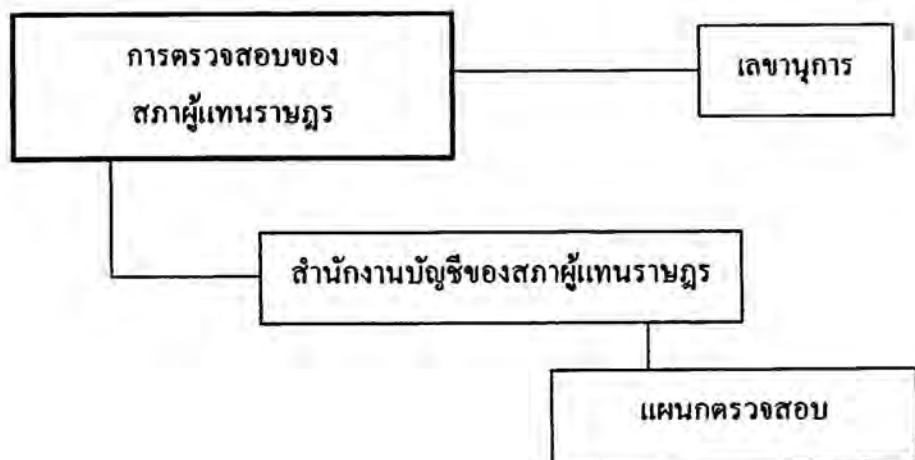 การตรวจสอบของ
สภาผู้แทนราษฎร
เลขานุการ
สำนักงานบัญชีของสภาผู้แทนราษฎร
แผนกตรวจสอบ